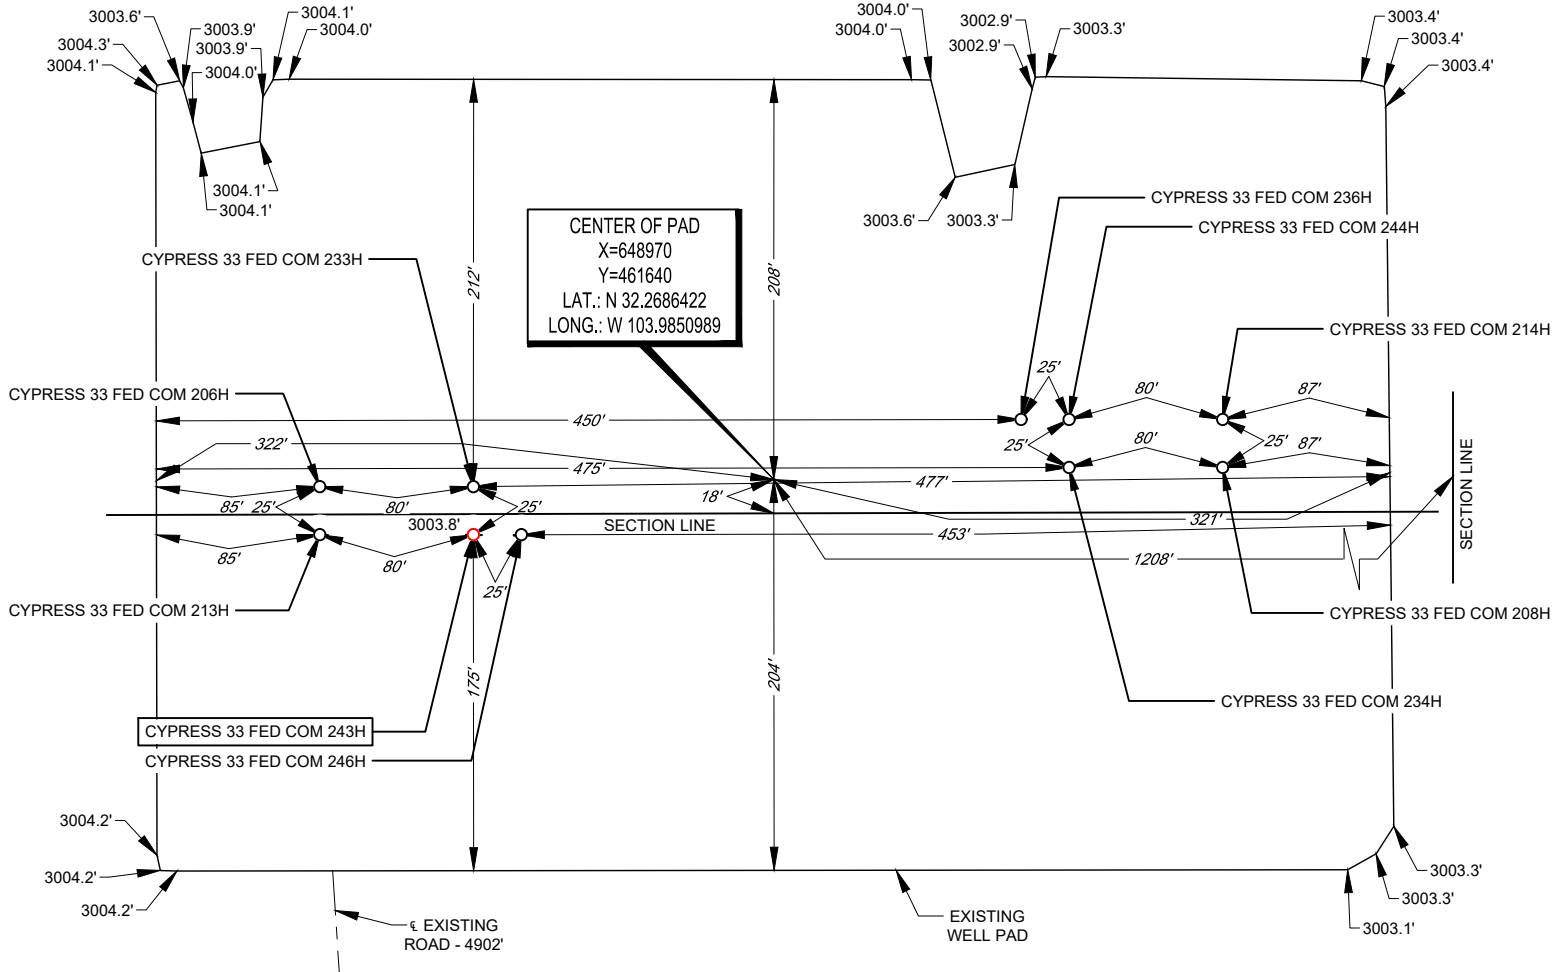 3003.6'
3004.3'
3004.1'
3003.9'
3003.9'
3004.0'
3004.1'
3004.0'
3004.0'
3004.0'
3002.9'
3002.9'
3003.3'
3003.4'
3003.4'
3003.4'
3004.1'
3004.1'
3003.6'
3003.3'
CENTER OF PAD
X=648970
Y=461640
LAT.: N 32.2686422
LONG.: W 103.9850989
CYPRESS 33 FED COM 236H
CYPRESS 33 FED COM 244H
CYPRESS 33 FED COM 233H
212'
208'
CYPRESS 33 FED COM 214H
CYPRESS 33 FED COM 206H
25'
80'
87'
450'
322'
25'
80'
25'
87'
475'
477'
85'
25'
80'
25'
18'
3003.8'
SECTION LINE
321'
SECTION LINE
453'
85'
80'
25'
1208'
CYPRESS 33 FED COM 213H
CYPRESS 33 FED COM 208H
175'
204'
CYPRESS 33 FED COM 234H
CYPRESS 33 FED COM 243H
CYPRESS 33 FED COM 246H
3004.2'
3004.2'
3004.2'
3003.3'
3003.3'
3003.1'
℄ EXISTING
ROAD - 4902'
EXISTING
WELL PAD